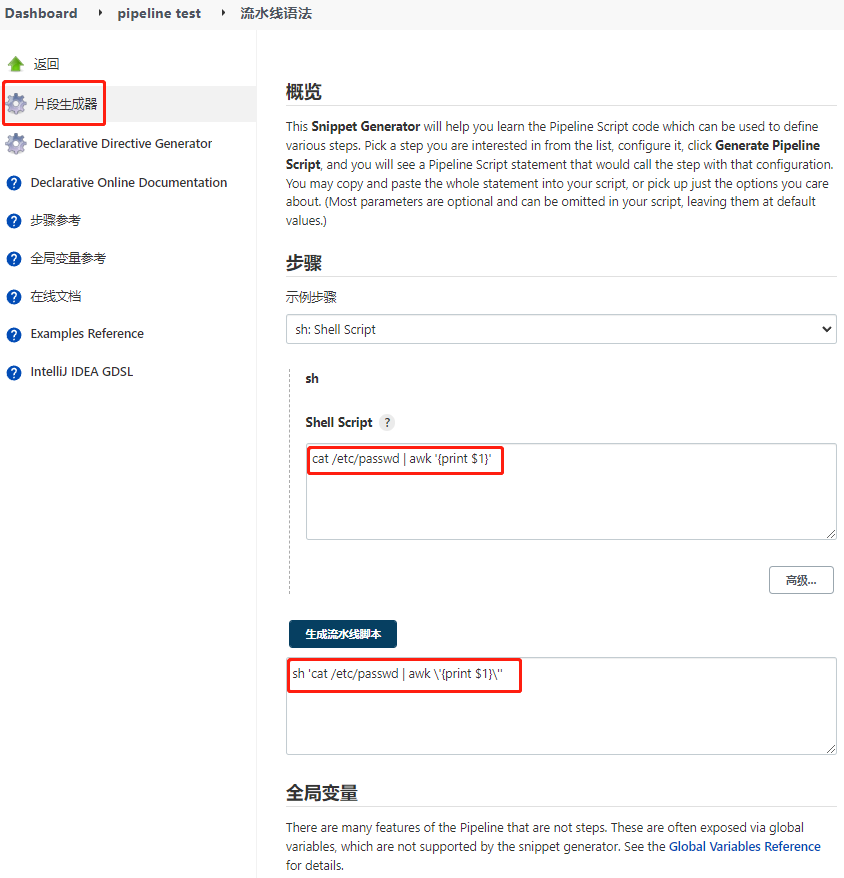 Dashboard ‣ pipeline test ‣ 流水线语法
返回
片段生成器
Declarative Directive Generator
Declarative Online Documentation
步骤参考
全局变量参考
在线文档
Examples Reference
IntelliJ IDEA GDSL
概览
This Snippet Generator will help you learn the Pipeline Script code which can be used to define
various steps. Pick a step you are interested in from the list, configure it, click Generate Pipeline
Script, and you will see a Pipeline Script statement that would call the step with that configuration.
You may copy and paste the whole statement into your script, or pick up just the options you care
about. (Most parameters are optional and can be omitted in your script, leaving them at default
values.)
步骤
示例步骤
sh: Shell Script
sh
Shell Script ?
cat /etc/passwd | awk '{print $1}'
高级...
生成流水线脚本
sh 'cat /etc/passwd | awk \'{print $1}\''
全局变量
There are many features of the Pipeline that are not steps. These are often exposed via global
variables, which are not supported by the snippet generator. See the Global Variables Reference
for details.